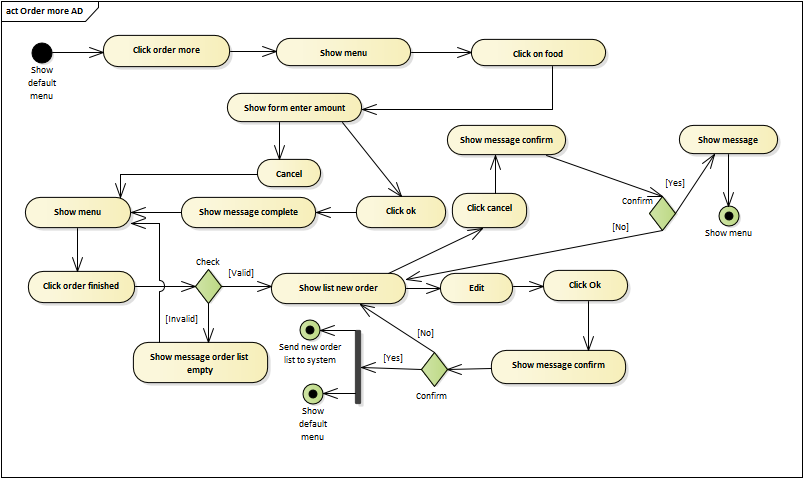 act Order more AD
Click order more
Show menu
Click on food
Show
default
menu
Show form enter amount
Show message confirm
Show message
Cancel
[Yes]
Confirm
Show menu
Show message complete
Click ok
Click cancel
[No]
Show menu
Check
[Valid]
Click order finished
Show list new order
Edit
Click Ok
[Invalid]
[No]
Send new order
list to system
Show message order list
empty
[Yes]
Show message confirm
Confirm
Show
default
menu